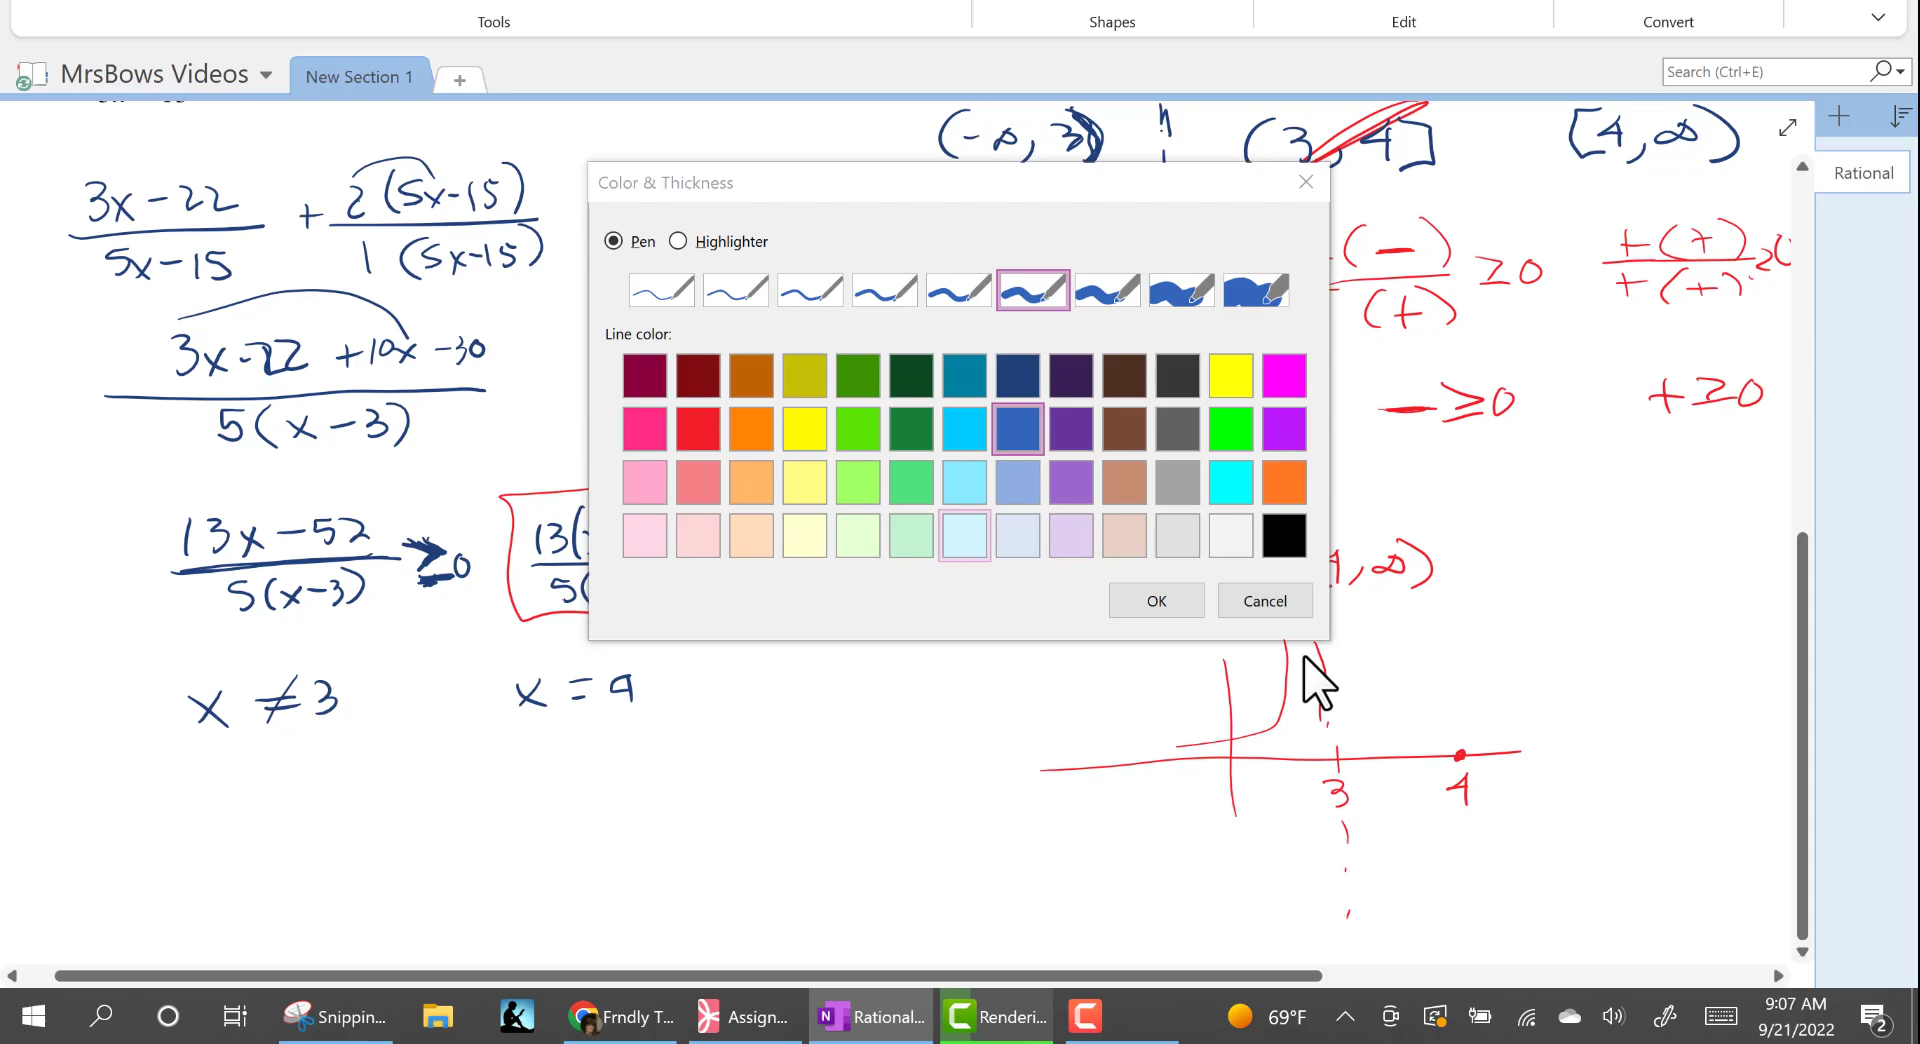 Tools Shapes Edit Convert
MrsBows Videos New Section 1 + Search (Ctrl+E)
(-∞, 3) (3, 4] [4, ∞)
Rational
Color & Thickness
3x-22 + 2(5x-15)
5x-15 1 (5x-15)
Pen Highlighter
(-) ≥0 +(+)
(+) +(+)
Line color:
3x-22 +10x -30
5(x-3)
- ≥0 +≥0
13x-52 ≥0 13(
5(x-3) 5(
, ∞)
OK Cancel
x ≠3 x = 4
3 4
Snippin... Frndly T... Assign... Rational... Renderi... 69°F 9:07 AM
9/21/2022 2